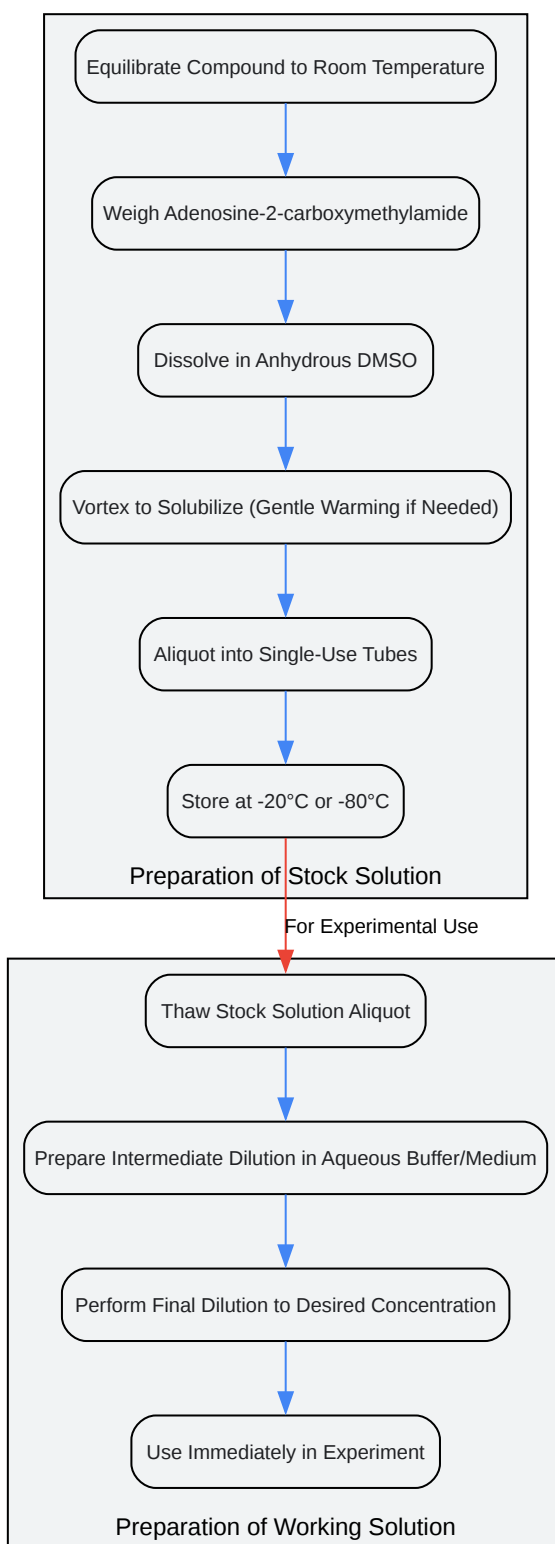 Equilibrate Compound to Room Temperature
Weigh Adenosine-2-carboxymethylamide
Dissolve in Anhydrous DMSO
Vortex to Solubilize (Gentle Warming if Needed)
Aliquot into Single-Use Tubes
Store at -20°C or -80°C
Preparation of Stock Solution
For Experimental Use
Thaw Stock Solution Aliquot
Prepare Intermediate Dilution in Aqueous Buffer/Medium
Perform Final Dilution to Desired Concentration
Use Immediately in Experiment
Preparation of Working Solution